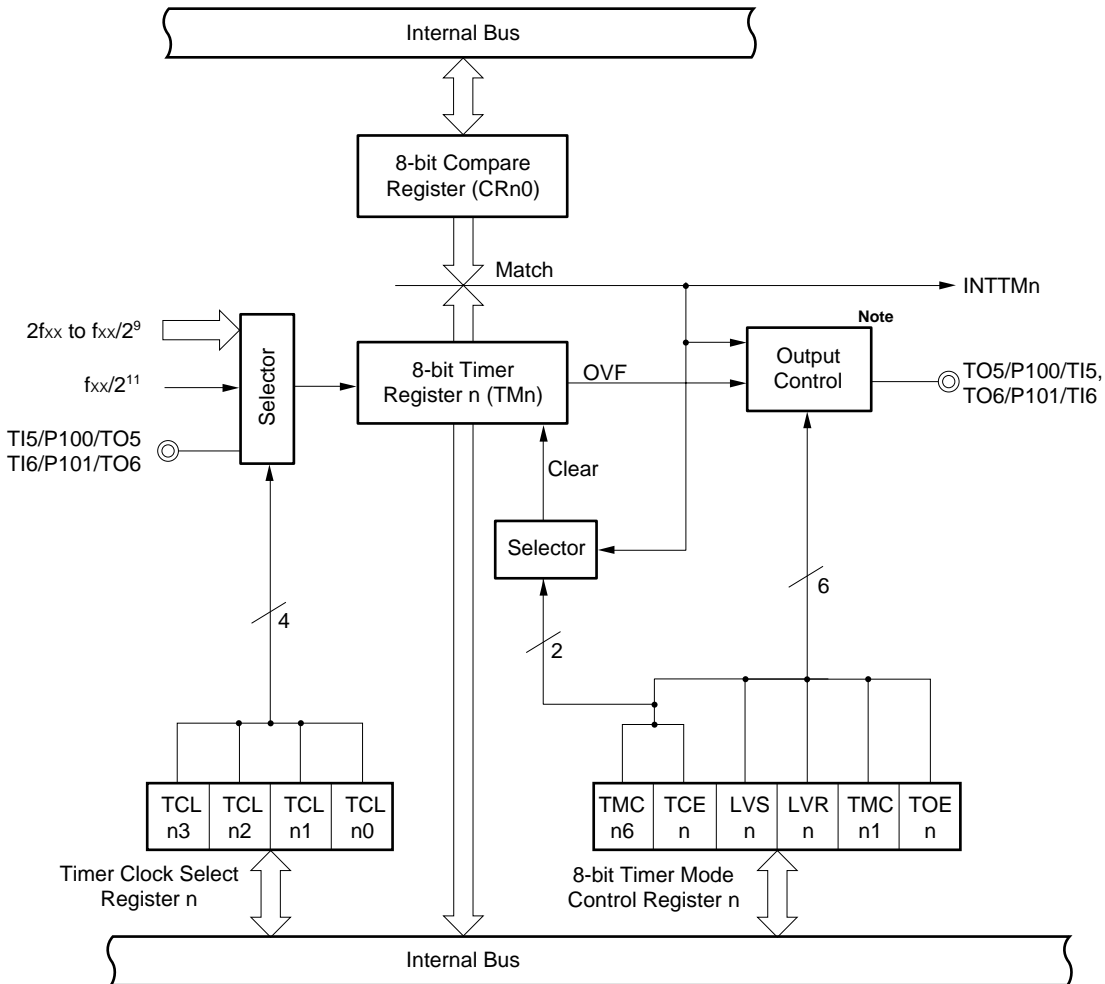 Internal Bus
8-bit Compare
Register (CRn0)
Match
INTTMn
2fxx to fxx/2⁹
fxx/2¹¹
TI5/P100/TO5
TI6/P101/TO6
Selector
8-bit Timer
Register n (TMn)
OVF
Note
Output
Control
TO5/P100/TI5,
TO6/P101/TI6
Clear
Selector
4
2
6
TCL n3
TCL n2
TCL n1
TCL n0
Timer Clock Select
Register n
TMC n6
TCE n
LVS n
LVR n
TMC n1
TOE n
8-bit Timer Mode
Control Register n
Internal Bus